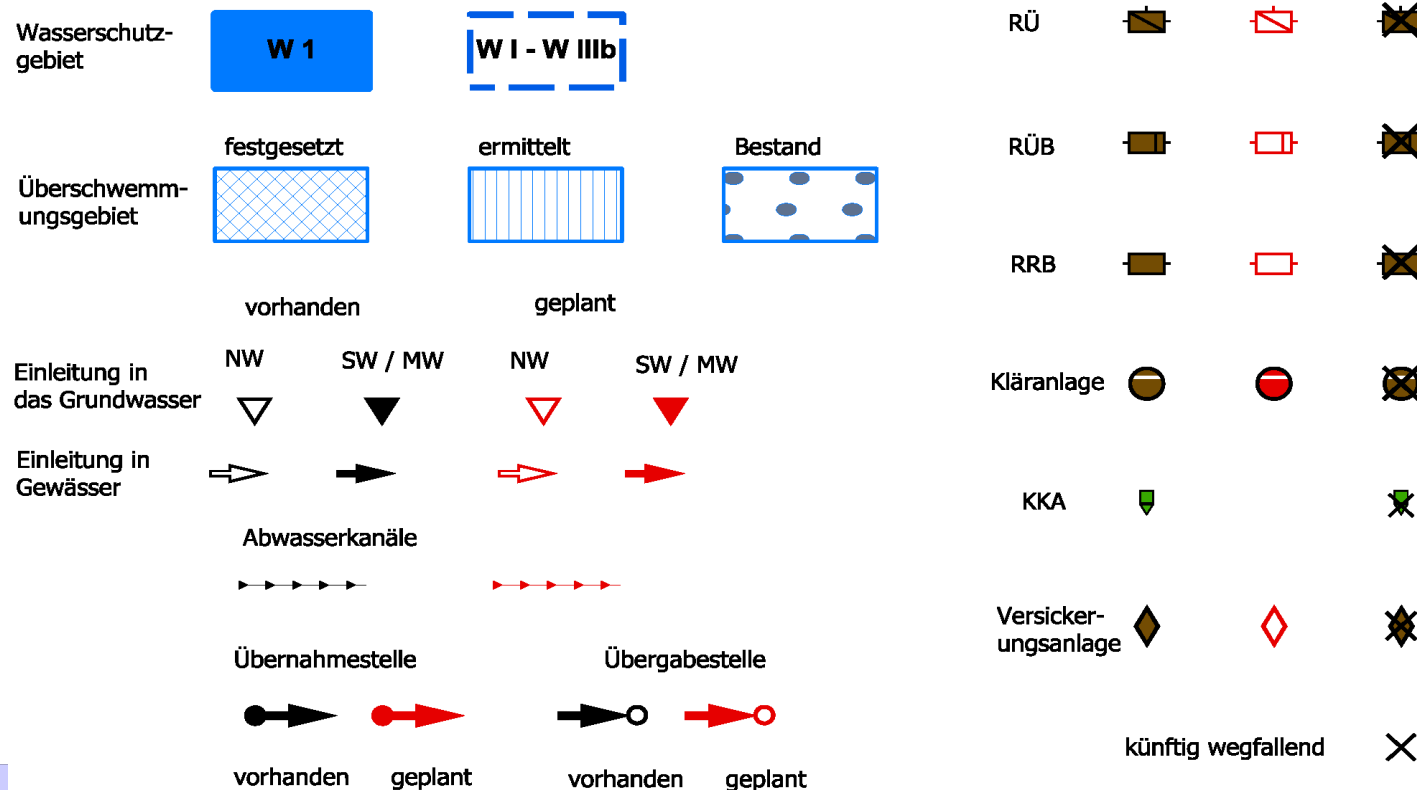 Wasserschutz-
gebiet
W 1
W I - W IIIb
festgesetzt
ermittelt
Bestand
Überschwemm-
ungsgebiet
vorhanden
geplant
NW
SW / MW
NW
SW / MW
Einleitung in
das Grundwasser
Einleitung in
Gewässer
Abwasserkanäle
Übernahmestelle
Übergabestelle
vorhanden
geplant
vorhanden
geplant
RÜ
RÜB
RRB
Kläranlage
KKA
Versicker-
ungsanlage
künftig wegfallend